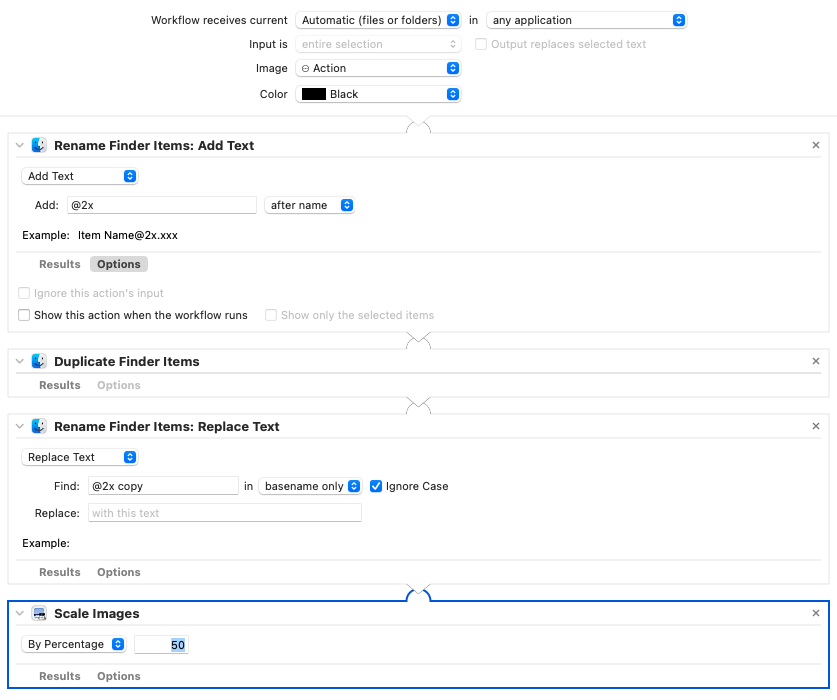 Workflow receives current Automatic (files or folders) in any application
Input is entire selection Output replaces selected text
Image Action
Color Black
Rename Finder Items: Add Text
Add Text
Add: @2x after name
Example: Item Name@2x.xxx
Results Options
Ignore this action's input
Show this action when the workflow runs Show only the selected items
Duplicate Finder Items
Results Options
Rename Finder Items: Replace Text
Replace Text
Find: @2x copy in basename only Ignore Case
Replace: with this text
Example:
Results Options
Scale Images
By Percentage 50
Results Options